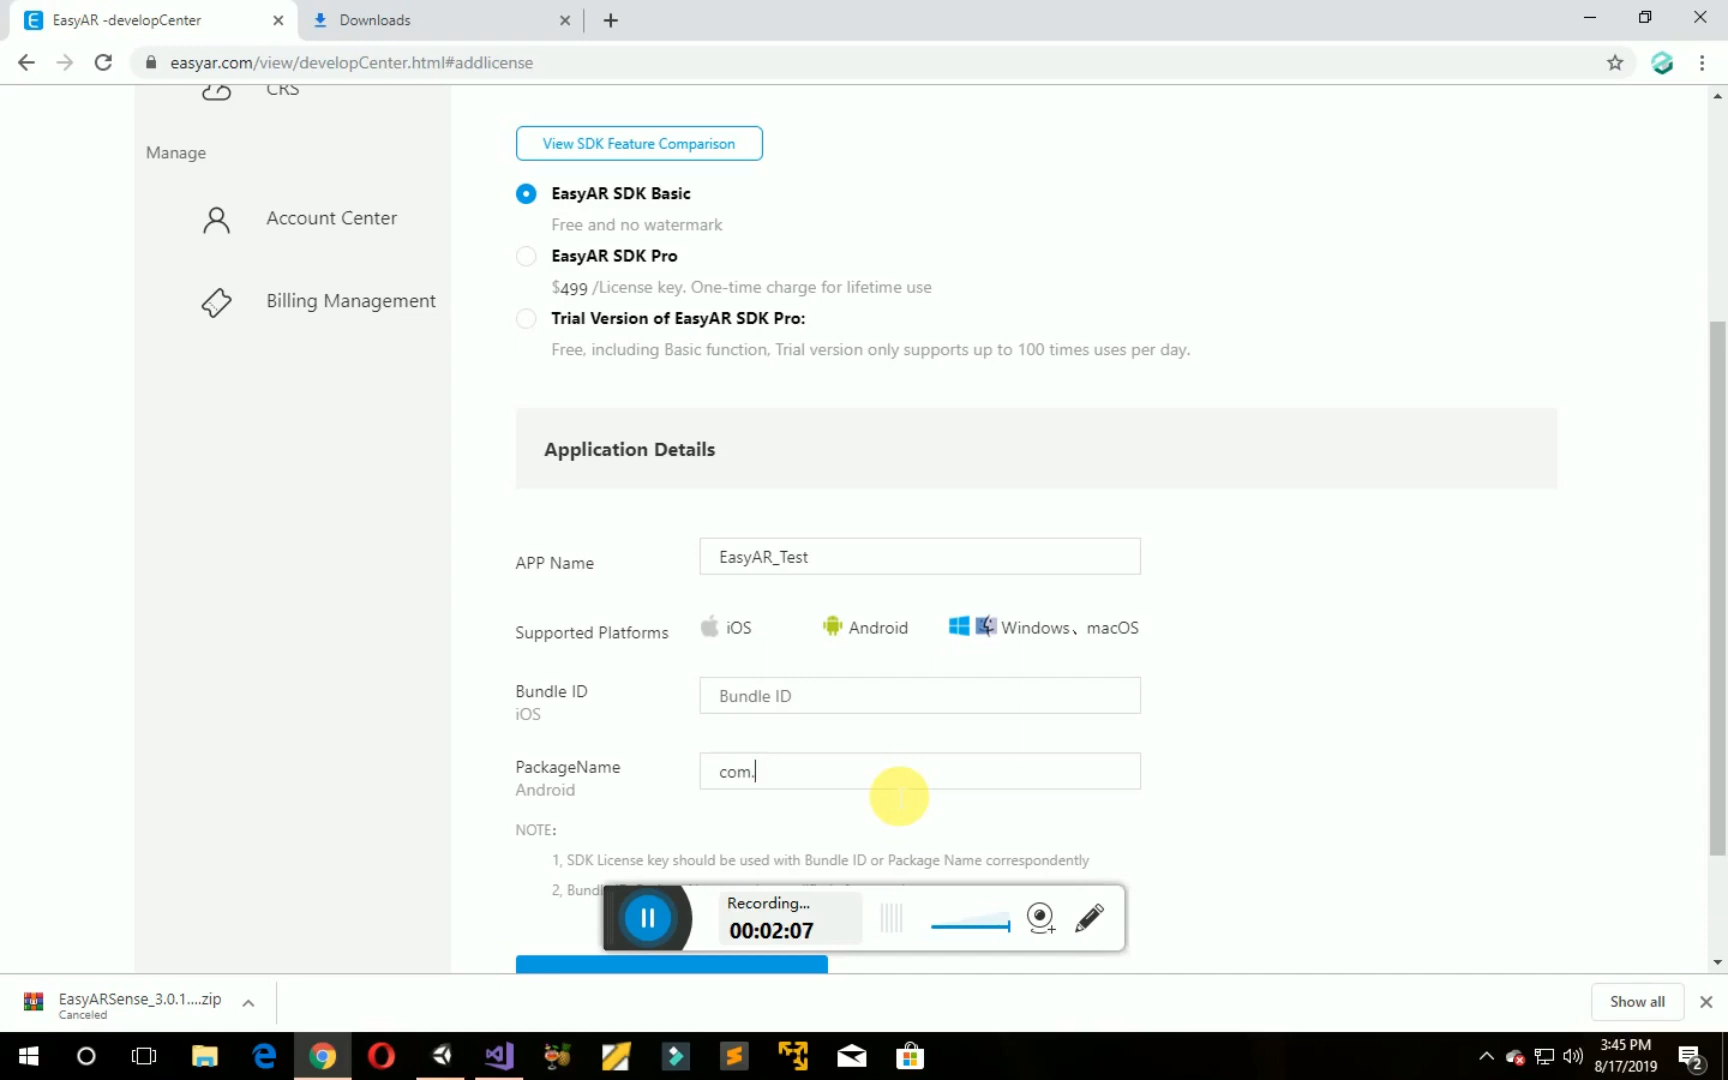 EasyAR -developCenter
Downloads
easyar.com/view/developCenter.html#addlicense
CRS
Manage
Account Center
Billing Management
View SDK Feature Comparison
EasyAR SDK Basic
Free and no watermark
EasyAR SDK Pro
$499 /License key. One-time charge for lifetime use
Trial Version of EasyAR SDK Pro:
Free, including Basic function, Trial version only supports up to 100 times uses per day.
Application Details
APP Name
EasyAR_Test
Supported Platforms
iOS
Android
Windows、macOS
Bundle ID
iOS
Bundle ID
PackageName
Android
com.
NOTE:
1, SDK License key should be used with Bundle ID or Package Name correspondently
2, Bund
Recording...
00:02:07
EasyARSense_3.0.1....zip
Canceled
Show all
3:45 PM
8/17/2019
2